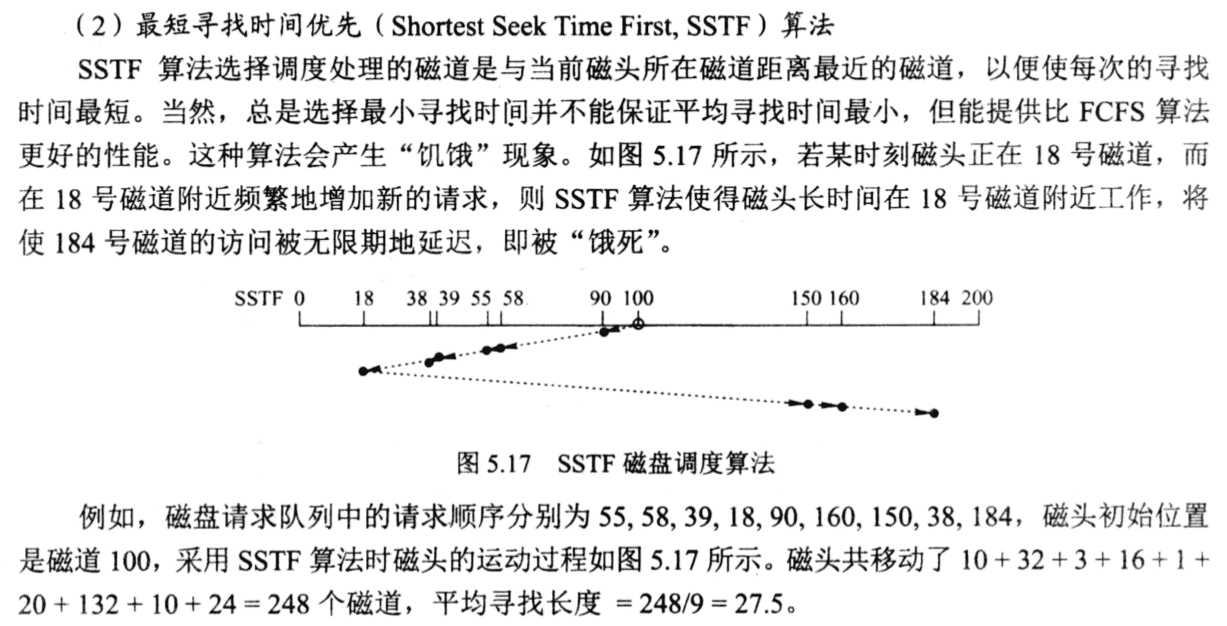 （2）最短寻找时间优先（Shortest Seek Time First, SSTF）算法
SSTF 算法选择调度处理的磁道是与当前磁头所在磁道距离最近的磁道，以便使每次的寻找
时间最短。当然，总是选择最小寻找时间并不能保证平均寻找时间最小，但能提供比 FCFS 算法
更好的性能。这种算法会产生“饥饿”现象。如图 5.17 所示，若某时刻磁头正在 18 号磁道，而
在 18 号磁道附近频繁地增加新的请求，则 SSTF 算法使得磁头长时间在 18 号磁道附近工作，将
使 184 号磁道的访问被无限期地延迟，即被“饿死”。
SSTF 0 18 38 39 55 58 90 100 150 160 184 200
图 5.17 SSTF 磁盘调度算法
例如，磁盘请求队列中的请求顺序分别为 55, 58, 39, 18, 90, 160, 150, 38, 184，磁头初始位置
是磁道 100，采用 SSTF 算法时磁头的运动过程如图 5.17 所示。磁头共移动了 10 + 32 + 3 + 16 + 1 +
20 + 132 + 10 + 24 = 248 个磁道，平均寻找长度 = 248/9 = 27.5。